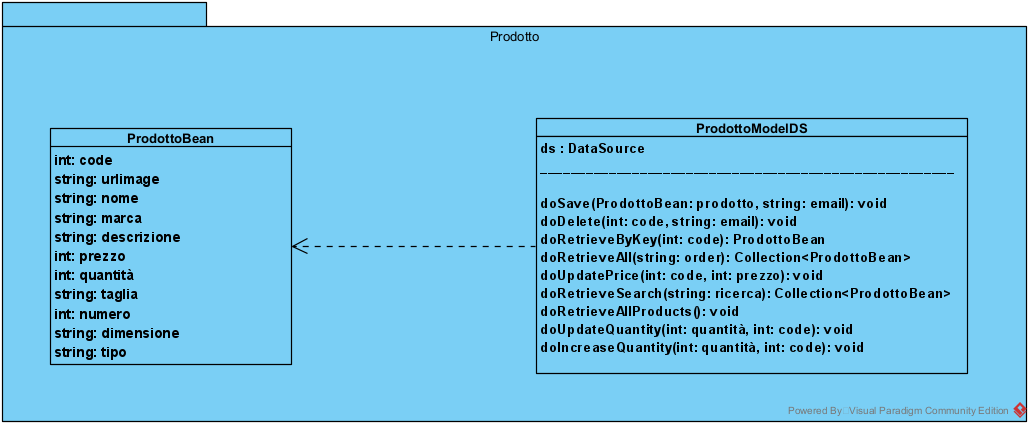 Prodotto
ProdottoBean
int: code
string: urlimage
string: nome
string: marca
string: descrizione
int: prezzo
int: quantità
string: taglia
int: numero
string: dimensione
string: tipo
ProdottoModelDS
ds : DataSource
doSave(ProdottoBean: prodotto, string: email): void
doDelete(int: code, string: email): void
doRetrieveByKey(int: code): ProdottoBean
doRetrieveAll(string: order): Collection<ProdottoBean>
doUpdatePrice(int: code, int: prezzo): void
doRetrieveSearch(string: ricerca): Collection<ProdottoBean>
doRetrieveAllProducts(): void
doUpdateQuantity(int: quantità, int: code): void
doIncreaseQuantity(int: quantità, int: code): void
Powered By Visual Paradigm Community Edition